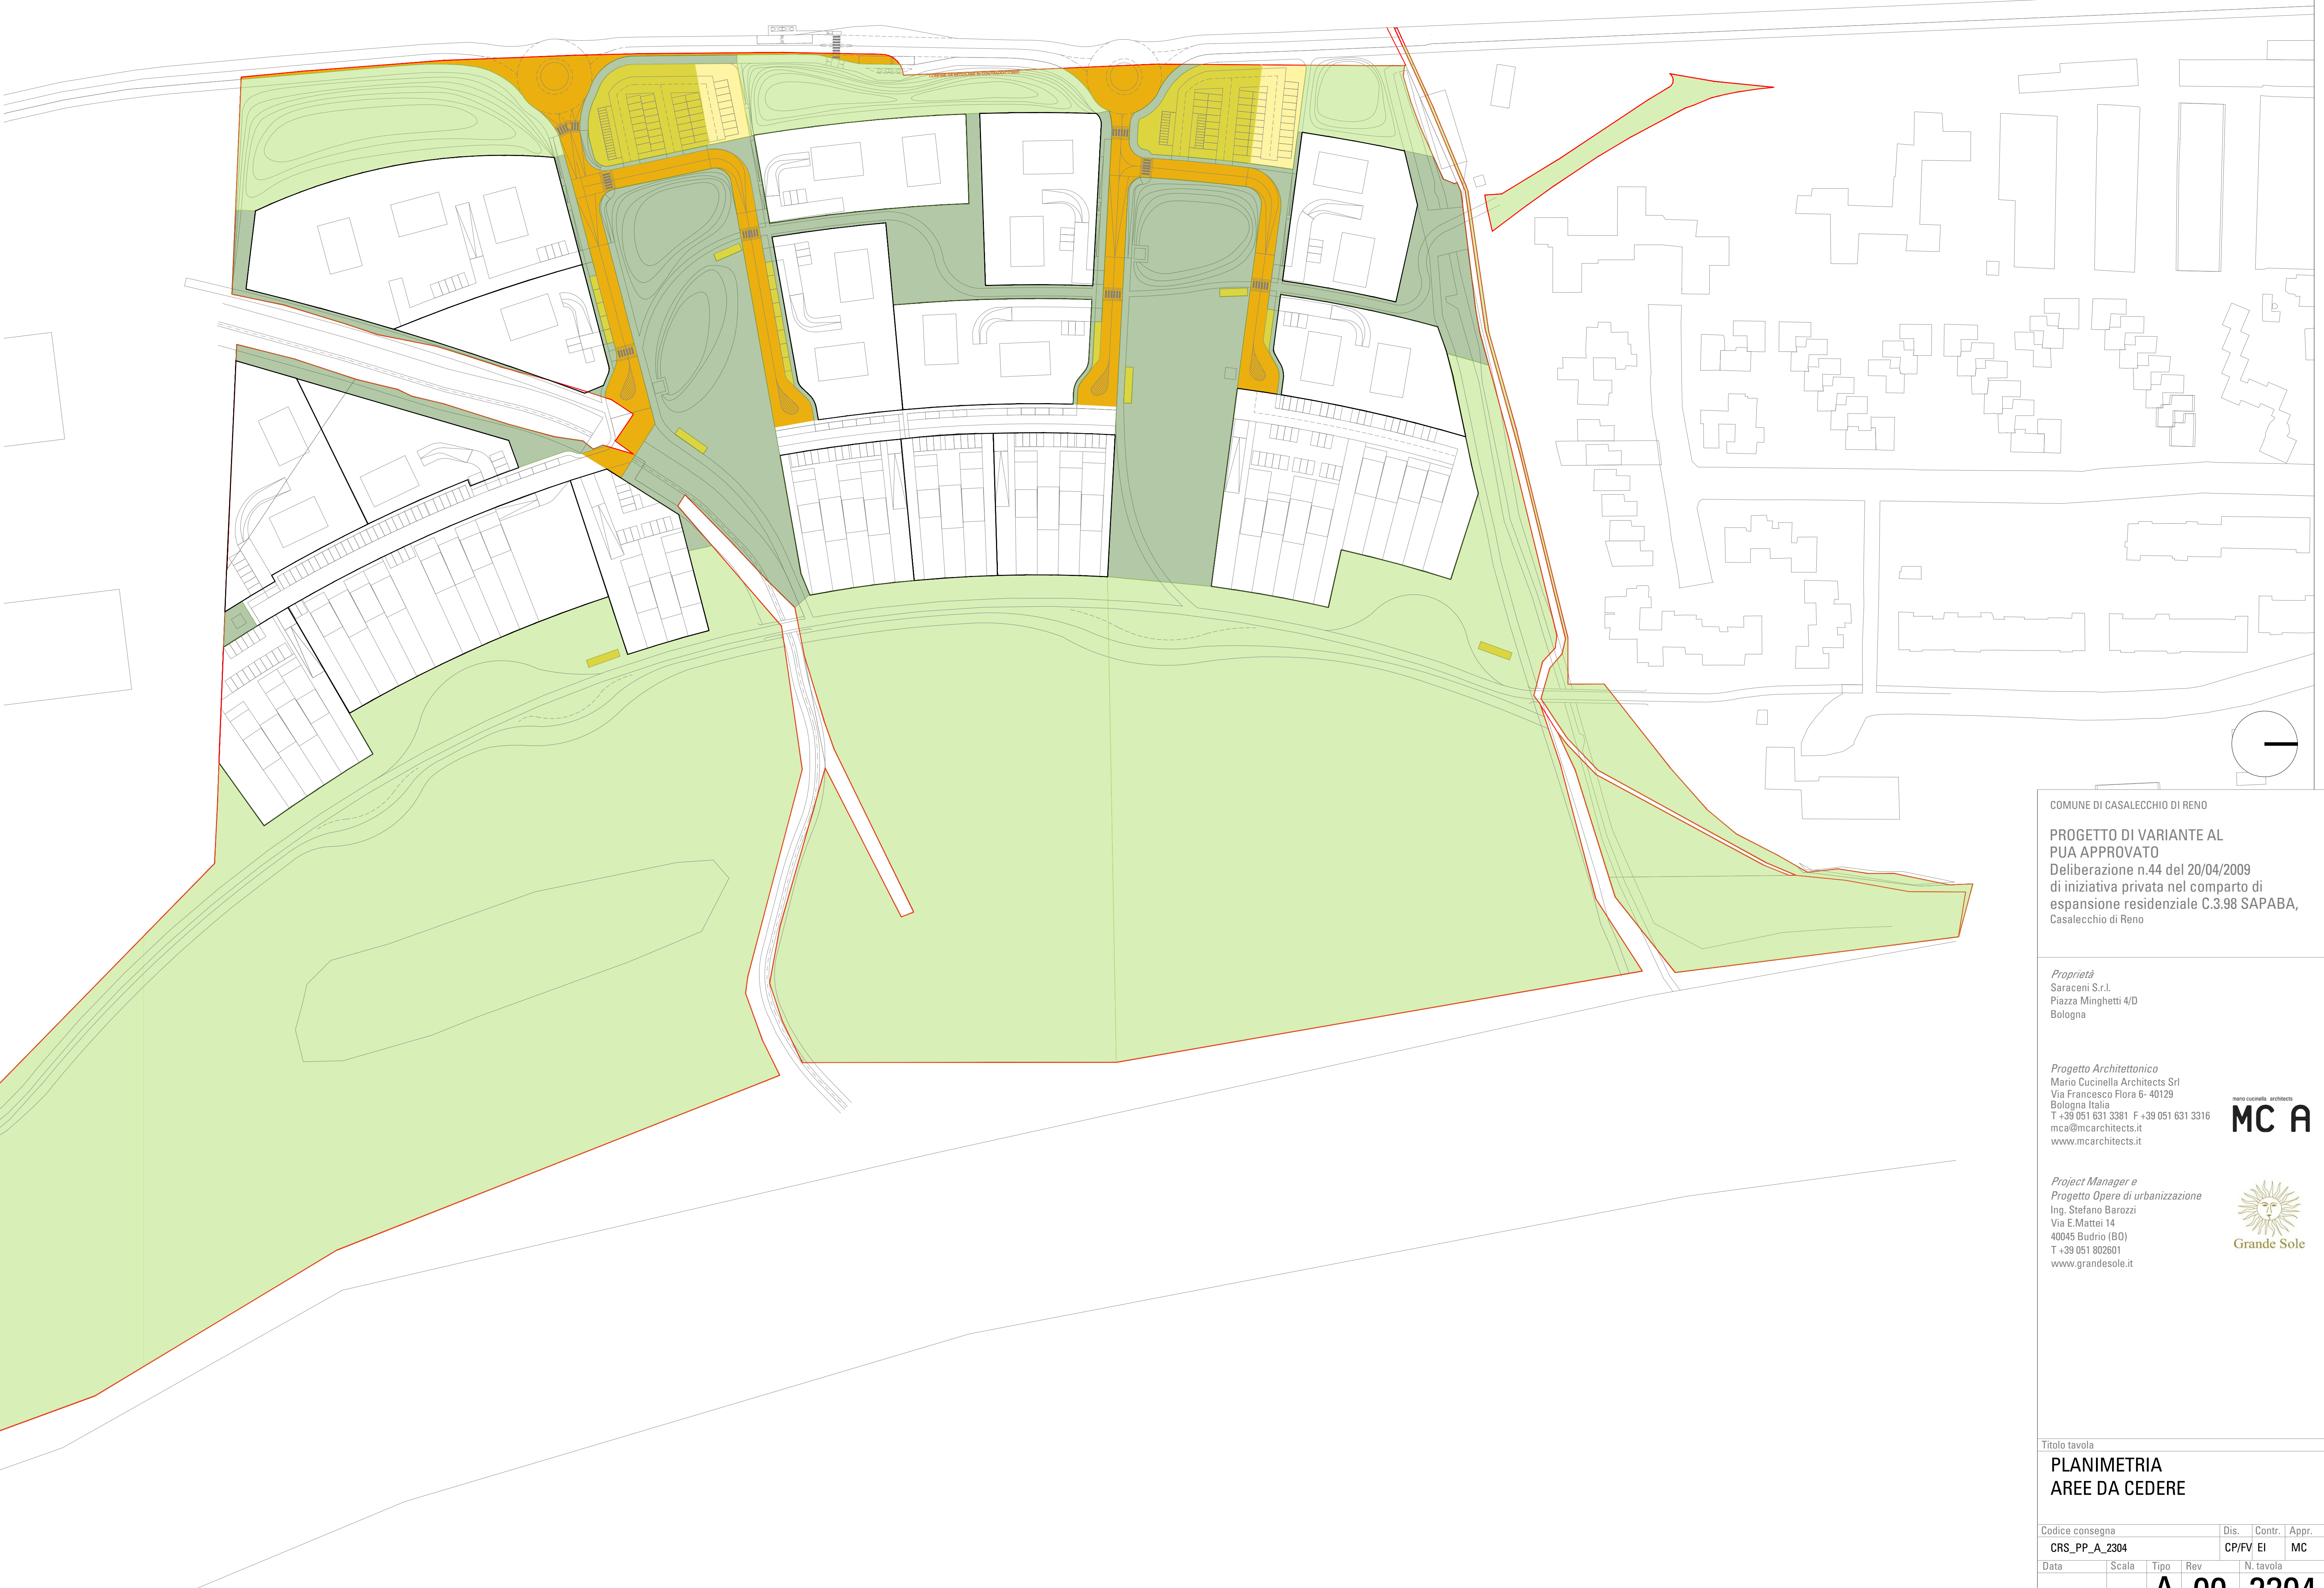 COMUNE DI CASALECCHIO DI RENO
PROGETTO DI VARIANTE AL
PUA APPROVATO
Deliberazione n.44 del 20/04/2009
di iniziativa privata nel comparto di
espansione residenziale C.3.98 SAPABA,
Casalecchio di Reno
Proprietà
Saraceni S.r.l.
Piazza Minghetti 4/D
Bologna
Progetto Architettonico
Mario Cucinella Architects Srl
Via Francesco Flora 6- 40129
Bologna Italia
T +39 051 631 3381 F +39 051 631 3316
mca@mcarchitects.it
www.mcarchitects.it
mario cucinella architects
MC A
Project Manager e
Progetto Opere di urbanizzazione
Ing. Stefano Barozzi
Via E.Mattei 14
40045 Budrio (BO)
T +39 051 802601
www.grandesole.it
Grande Sole
Titolo tavola
PLANIMETRIA
AREE DA CEDERE
Codice consegna Dis. Contr. Appr.
CRS_PP_A_2304 CP/FV EI MC
Data Scala Tipo Rev N. tavola
A 00 2304